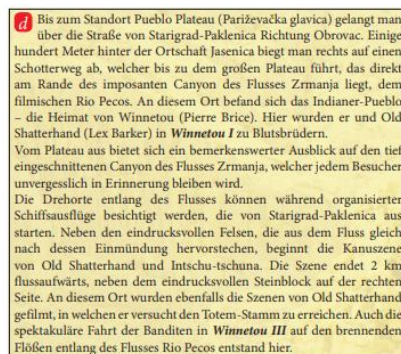 d Bis zum Standort Pueblo Plateau (Pariževačka glavica) gelangt man
über die Straße von Starigrad-Paklenica Richtung Obrovac. Einige
hundert Meter hinter der Ortschaft Jasenica biegt man rechts auf einen
Schotterweg ab, welcher bis zu dem großen Plateau führt, das direkt
am Rande des imposanten Canyon des Flusses Zrmanja liegt, dem
filmischen Rio Pecos. An diesem Ort befand sich das Indianer-Pueblo
– die Heimat von Winnetou (Pierre Brice). Hier wurden er und Old
Shatterhand (Lex Barker) in Winnetou I zu Blutsbrüdern.
Vom Plateau aus bietet sich ein bemerkenswerter Ausblick auf den tief
eingeschnittenen Canyon des Flusses Zrmanja, welcher jedem Besucher
unvergesslich in Erinnerung bleiben wird.
Die Drehorte entlang des Flusses können während organisierter
Schiffsausflüge besichtigt werden, die von Starigrad-Paklenica aus
starten. Neben den eindrucksvollen Felsen, die aus dem Fluss gleich
nach dessen Einmündung hervorstechen, beginnt die Kanuszene
von Old Shatterhand und Intschu-tschuna. Die Szene endet 2 km
flussaufwärts, neben dem eindrucksvollen Steinblock auf der rechten
Seite. An diesem Ort wurden ebenfalls die Szenen von Old Shatterhand
gefilmt, in welchen er versucht den Totem-Stamm zu erreichen. Auch die
spektakuläre Fahrt der Banditen in Winnetou III auf den brennenden
Flößen entlang des Flusses Rio Pecos entstand hier.